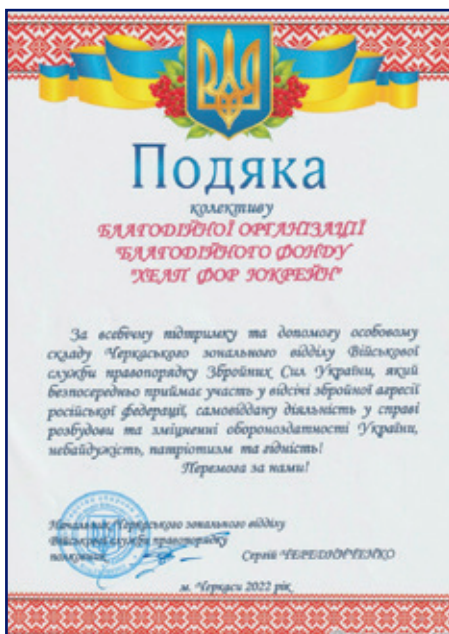 Подяка
колективу
БЛАГОДІЙНОЇ ОРГАНІЗАЦІЇ
"БЛАГОДІЙНОГО ФОНДУ
"ХЕЛП ФОР ЮКРЕЙН"
За всебічну підтримку та допомогу особовому
складу Черкаського зонального відділу Військової
служби правопорядку Збройних Сил України, який
безпосередньо приймає участь у відсічі збройної агресії
російської федерації, самовіддану діяльність у справі
розбудови та зміцненні обороноздатності України,
небайдужість, патріотизм та гідність!
Перемога за нами!
Начальник Черкаського зонального відділу
Військової служби правопорядку
полковник Сергій
м. Черкаси 2022 рік